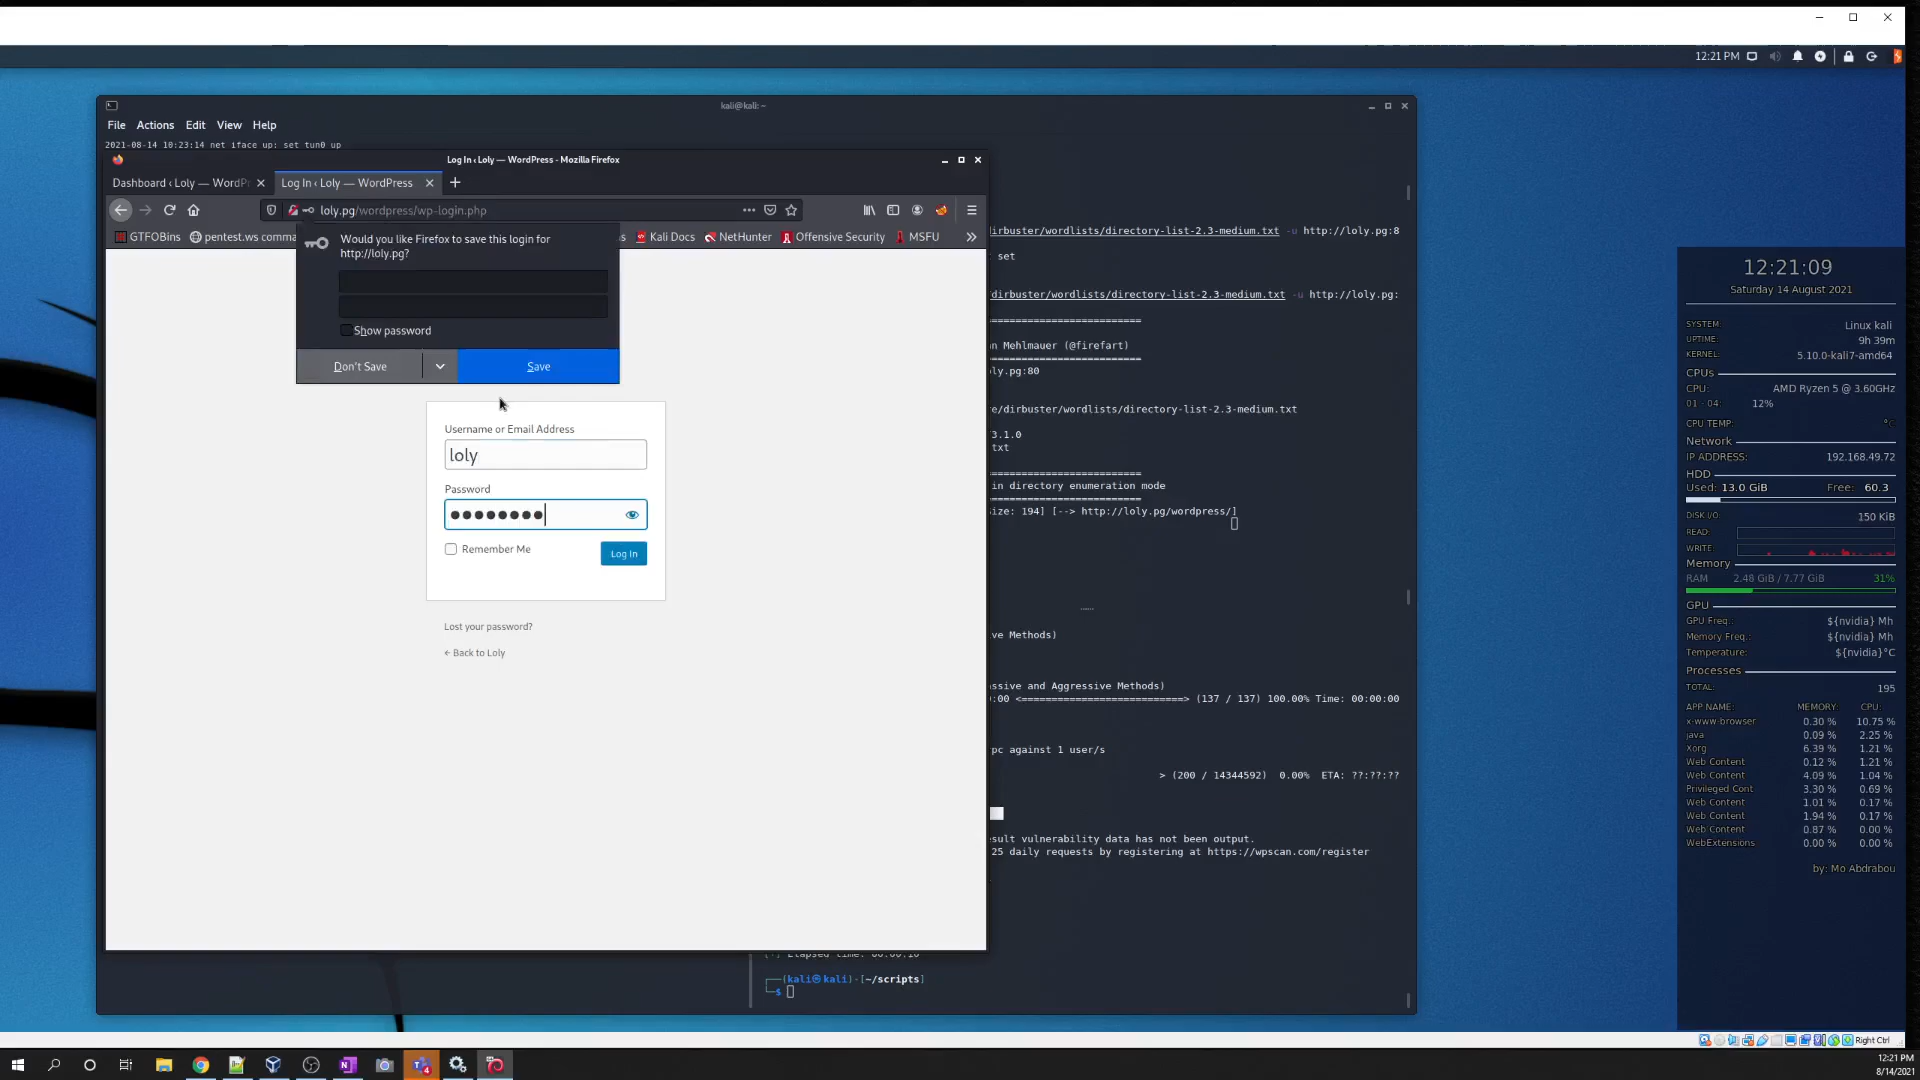 12:21 PM
kali@kali: ~
File Actions Edit View Help
2021-08-14 10:23:14 net_iface_up: set tun0 up
Log In ‹ Loly — WordPress - Mozilla Firefox
Dashboard ‹ Loly — WordPr
Log In ‹ Loly — WordPress
loly.pg/wordpress/wp-login.php
GTFOBins
pentest.ws comma
s
Kali Docs
NetHunter
Offensive Security
MSFU
Would you like Firefox to save this login for
http://loly.pg?
Show password
Don't Save
Save
Username or Email Address
loly
Password
Remember Me
Log In
Lost your password?
← Back to Loly
dirbuster/wordlists/directory-list-2.3-medium.txt -u http://loly.pg:8
set
dirbuster/wordlists/directory-list-2.3-medium.txt -u http://loly.pg:
n Mehlmauer (@firefart)
ly.pg:80
e/dirbuster/wordlists/directory-list-2.3-medium.txt
3.1.0
txt
in directory enumeration mode
ize: 194] [--> http://loly.pg/wordpress/]
ve Methods)
ssive and Aggressive Methods)
:00 <===========================> (137 / 137) 100.00% Time: 00:00:00
pc against 1 user/s
> (200 / 14344592) 0.00% ETA: ??:??:??
esult vulnerability data has not been output.
25 daily requests by registering at https://wpscan.com/register
(kali㉿kali)-[~/scripts]
$
12:21:09
Saturday 14 August 2021
SYSTEM: Linux kali
UPTIME: 9h 39m
KERNEL: 5.10.0-kali7-amd64
CPUs
CPU: AMD Ryzen 5 @ 3.60GHz
01 - 04: 12%
CPU TEMP: °C
Network
IP ADDRESS: 192.168.49.72
HDD
Used: 13.0 GiB Free: 60.3
DISK I/O: 150 KiB
READ:
WRITE
Memory
RAM 2.48 GiB / 7.77 GiB 31%
GPU
GPU Freq.: ${nvidia} Mh
Memory Freq.: ${nvidia} Mh
Temperature: ${nvidia}°C
Processes
TOTAL: 195
APP NAME: MEMORY: CPU:
x-www-browser 0.30 % 10.75 %
java 0.09 % 2.25 %
Xorg 6.39 % 1.21 %
Web Content 0.12 % 1.21 %
Web Content 4.09 % 1.04 %
Privileged Cont 3.30 % 0.69 %
Web Content 1.01 % 0.17 %
Web Content 1.94 % 0.17 %
Web Content 0.87 % 0.00 %
WebExtensions 0.00 % 0.00 %
by: Mo Abdrabou
Right Ctrl
12:21 PM
8/14/2021